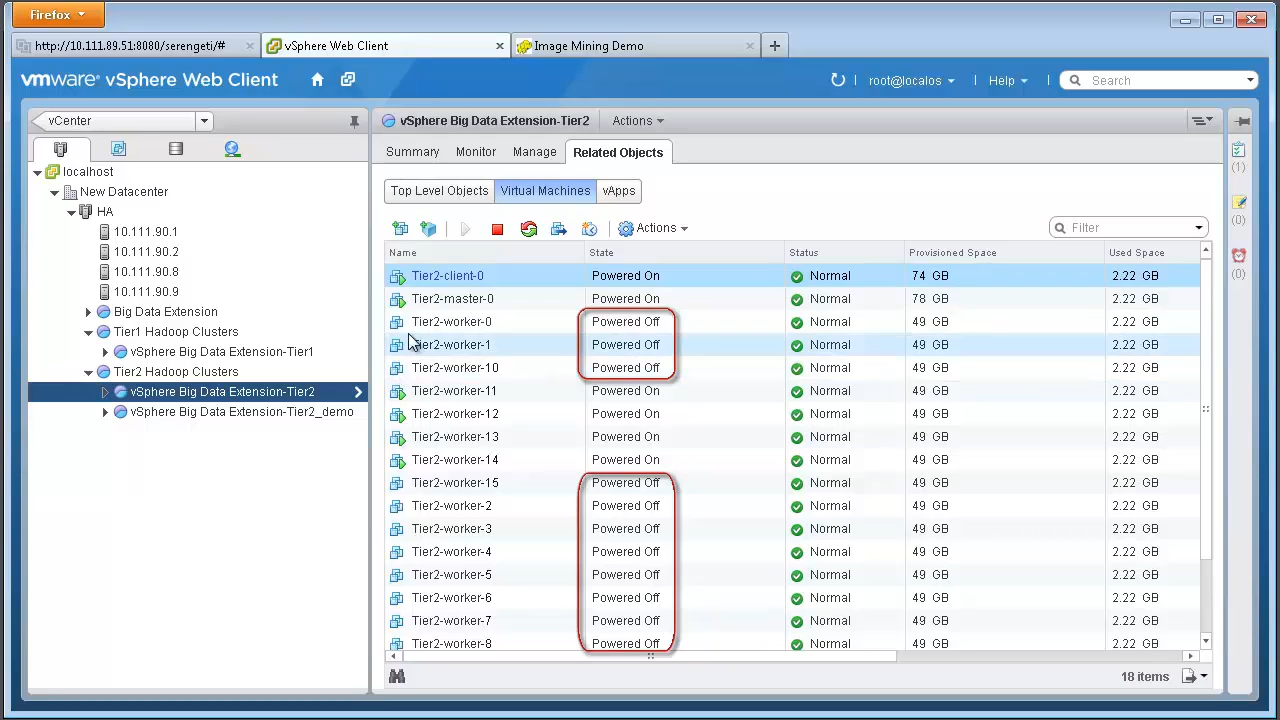 Firefox
http://10.111.89.51:8080/serengeti/#
vSphere Web Client
Image Mining Demo
vmware® vSphere Web Client
root@localos
Help
Search
vCenter
vSphere Big Data Extension-Tier2
Actions
Summary
Monitor
Manage
Related Objects
(1)
(0)
(0)
localhost
New Datacenter
HA
10.111.90.1
10.111.90.2
10.111.90.8
10.111.90.9
Big Data Extension
Tier1 Hadoop Clusters
vSphere Big Data Extension-Tier1
Tier2 Hadoop Clusters
vSphere Big Data Extension-Tier2
vSphere Big Data Extension-Tier2_demo
Top Level Objects
Virtual Machines
vApps
Actions
Filter
Name State Status Provisioned Space Used Space
Tier2-client-0 Powered On Normal 74 GB 2.22 GB
Tier2-master-0 Powered On Normal 78 GB 2.22 GB
Tier2-worker-0 Powered Off Normal 49 GB 2.22 GB
Tier2-worker-1 Powered Off Normal 49 GB 2.22 GB
Tier2-worker-10 Powered Off Normal 49 GB 2.22 GB
Tier2-worker-11 Powered On Normal 49 GB 2.22 GB
Tier2-worker-12 Powered On Normal 49 GB 2.22 GB
Tier2-worker-13 Powered On Normal 49 GB 2.22 GB
Tier2-worker-14 Powered On Normal 49 GB 2.22 GB
Tier2-worker-15 Powered Off Normal 49 GB 2.22 GB
Tier2-worker-2 Powered Off Normal 49 GB 2.22 GB
Tier2-worker-3 Powered Off Normal 49 GB 2.22 GB
Tier2-worker-4 Powered Off Normal 49 GB 2.22 GB
Tier2-worker-5 Powered Off Normal 49 GB 2.22 GB
Tier2-worker-6 Powered Off Normal 49 GB 2.22 GB
Tier2-worker-7 Powered Off Normal 49 GB 2.22 GB
Tier2-worker-8 Powered Off Normal 49 GB 2.22 GB
18 items